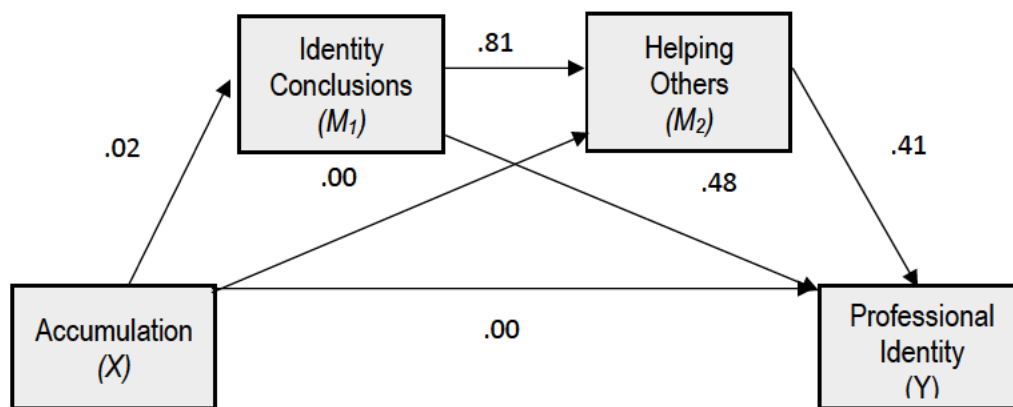 Identity
Conclusions
(M1)
.81
Helping
Others
(M2)
.02
.00
.48
.41
Accumulation
(X)
.00
Professional
Identity
(Y)